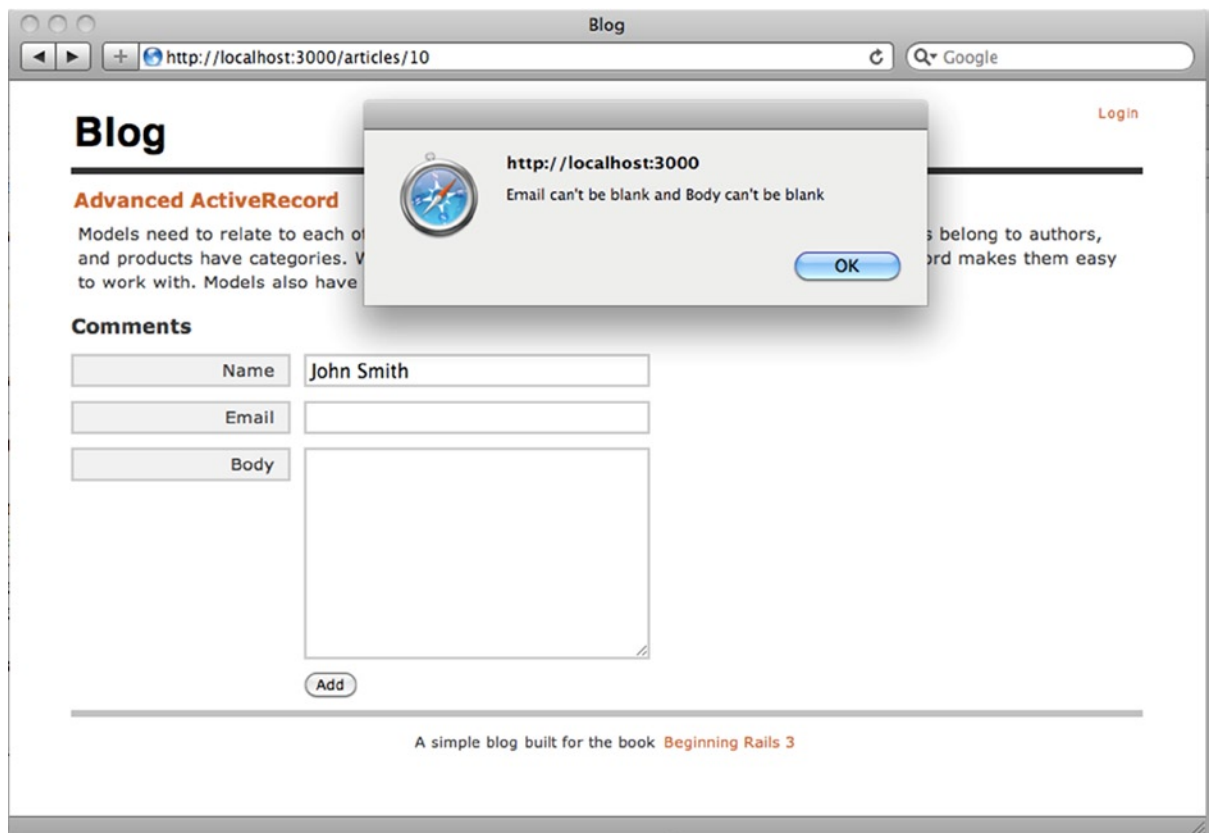 Blog
http://localhost:3000/articles/10
Google
Login
Blog
http://localhost:3000
Email can't be blank and Body can't be blank
OK
Advanced ActiveRecord
Models need to relate to each belong to authors,
and products have categories. makes them easy
to work with. Models also have
Comments
Name John Smith
Email
Body
Add
A simple blog built for the book Beginning Rails 3